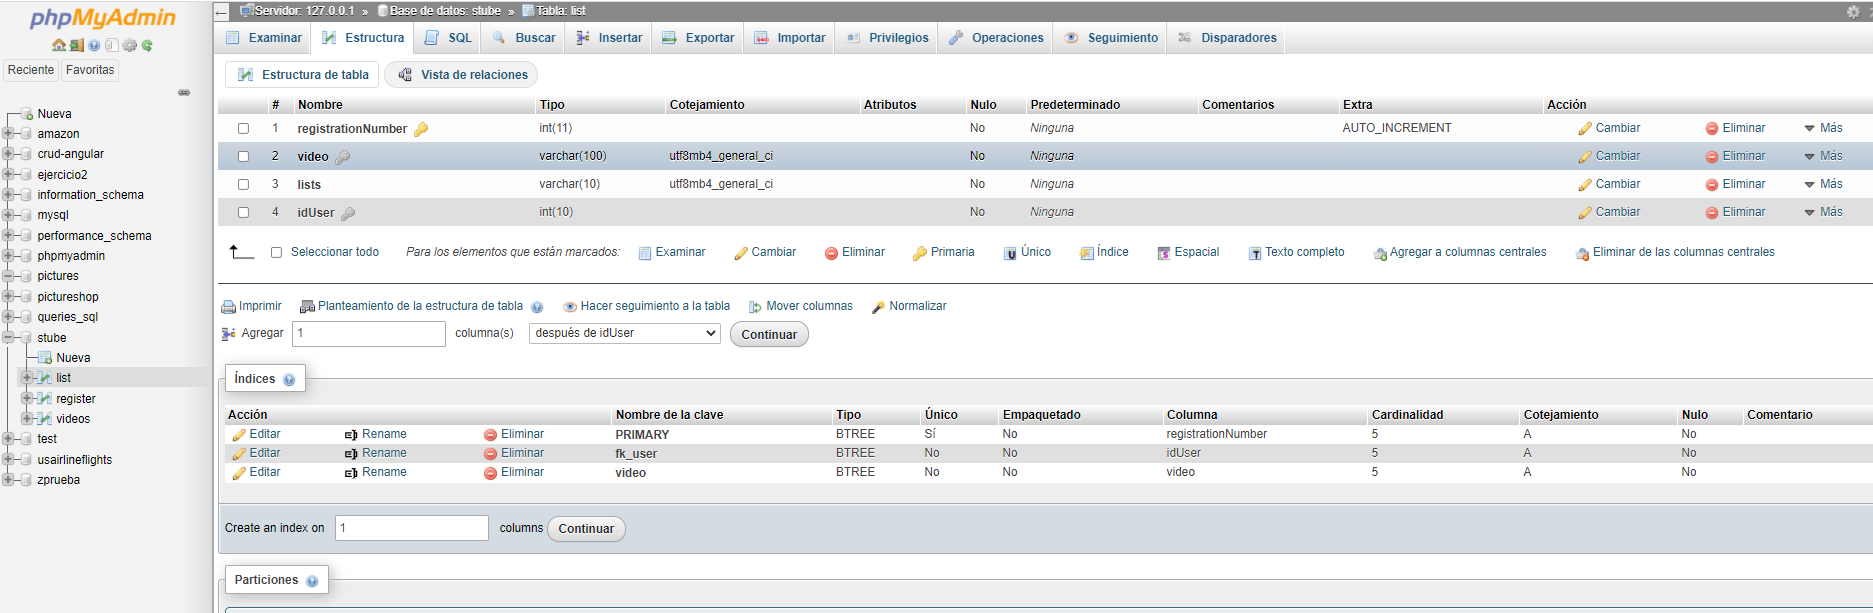 phpMyAdmin
Reciente Favoritas
Nueva
amazon
crud-angular
ejercicio2
information_schema
mysql
performance_schema
phpmyadmin
pictures
pictureshop
queries_sql
stube
Nueva
list
register
videos
test
usairlineflights
zprueba
Servidor: 127.0.0.1 » Base de datos: stube » Tabla: list
Examinar Estructura SQL Buscar Insertar Exportar Importar Privilegios Operaciones Seguimiento Disparadores
Estructura de tabla Vista de relaciones
# Nombre Tipo Cotejamiento Atributos Nulo Predeterminado Comentarios Extra Acción
1 registrationNumber int(11) No Ninguna AUTO_INCREMENT Cambiar Eliminar Más
2 video varchar(100) utf8mb4_general_ci No Ninguna Cambiar Eliminar Más
3 lists varchar(10) utf8mb4_general_ci No Ninguna Cambiar Eliminar Más
4 idUser int(10) No Ninguna Cambiar Eliminar Más
Seleccionar todo Para los elementos que están marcados: Examinar Cambiar Eliminar Primaria Único Índice Espacial Texto completo Agregar a columnas centrales Eliminar de las columnas centrales
Imprimir Planteamiento de la estructura de tabla Hacer seguimiento a la tabla Mover columnas Normalizar
Agregar 1 columna(s) después de idUser Continuar
Índices
Acción Nombre de la clave Tipo Único Empaquetado Columna Cardinalidad Cotejamiento Nulo Comentario
Editar Rename Eliminar PRIMARY BTREE Sí No registrationNumber 5 A No
Editar Rename Eliminar fk_user BTREE No No idUser 5 A No
Editar Rename Eliminar video BTREE No No video 5 A No
Create an index on 1 columns Continuar
Particiones